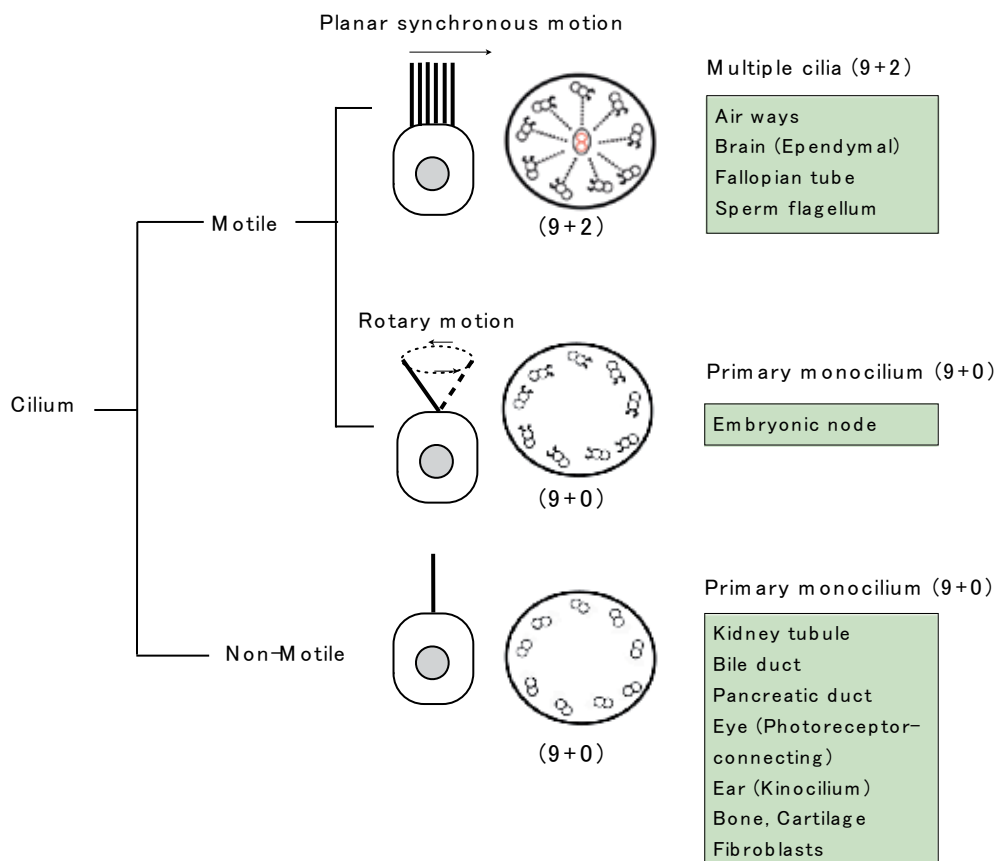 Planar synchronous motion
Multiple cilia (9+2)
Air ways
Brain (Ependymal)
Fallopian tube
Sperm flagellum
(9+2)
Motile
Rotary motion
Primary monocilium (9+0)
Embryonic node
Cilium
(9+0)
Primary monocilium (9+0)
Non-Motile
Kidney tubule
Bile duct
Pancreatic duct
Eye (Photoreceptor-
connecting)
Ear (Kinocilium)
Bone, Cartilage
Fibroblasts
(9+0)